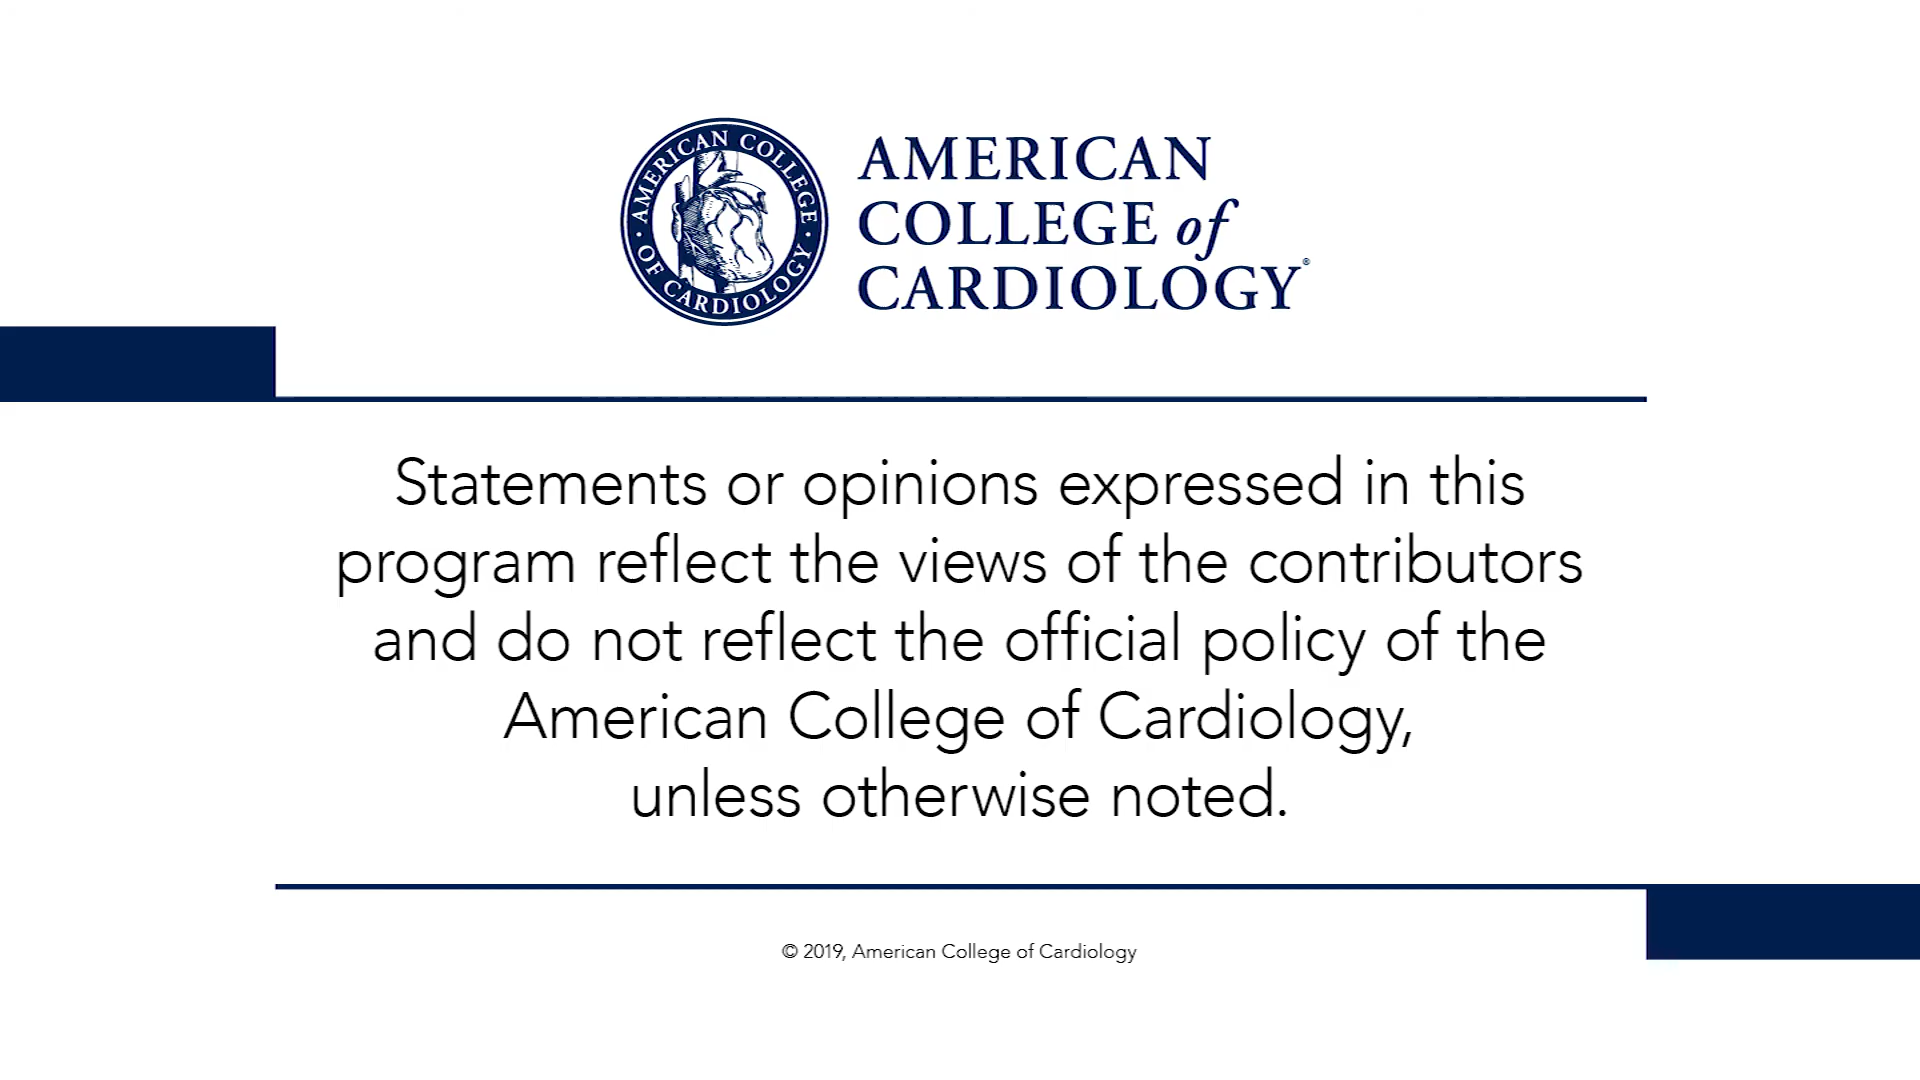 AMERICAN COLLEGE
· OF CARDIOLOGY ·
AMERICAN
COLLEGE of
CARDIOLOGY®
Statements or opinions expressed in this
program reflect the views of the contributors
and do not reflect the official policy of the
American College of Cardiology,
unless otherwise noted.
© 2019, American College of Cardiology